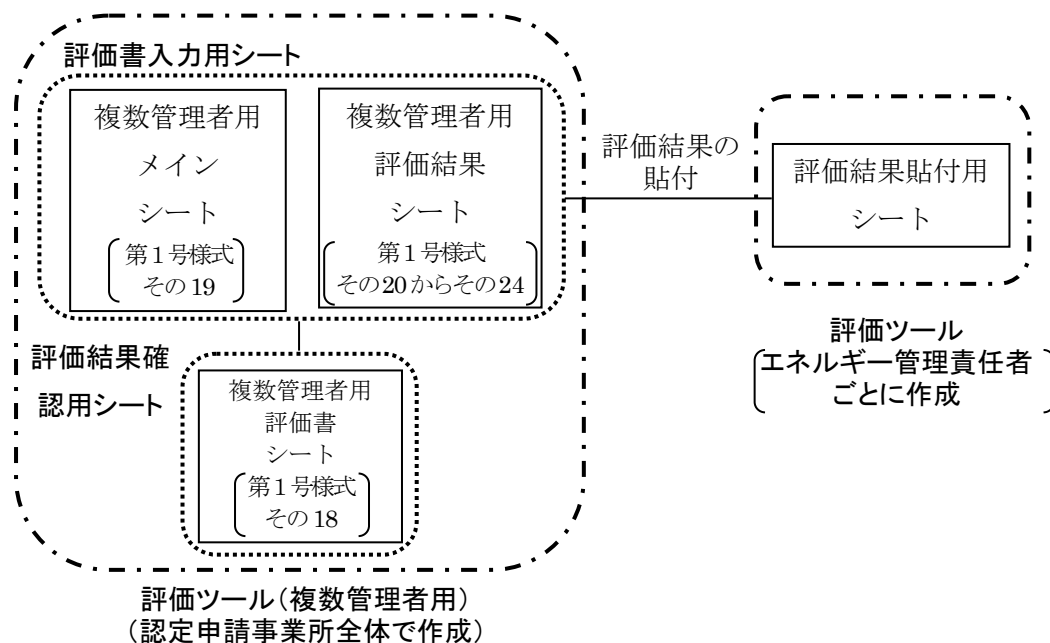 評価書入力用シート
複数管理者用
メイン
シート
第1号様式
その19
複数管理者用
評価結果
シート
第1号様式
その20からその24
評価結果の
貼付
評価結果貼付用
シート
評価ツール
エネルギー管理責任者
ごとに作成
評価結果確
認用シート
複数管理者用
評価書
シート
第1号様式
その18
評価ツール(複数管理者用)
(認定申請事業所全体で作成)